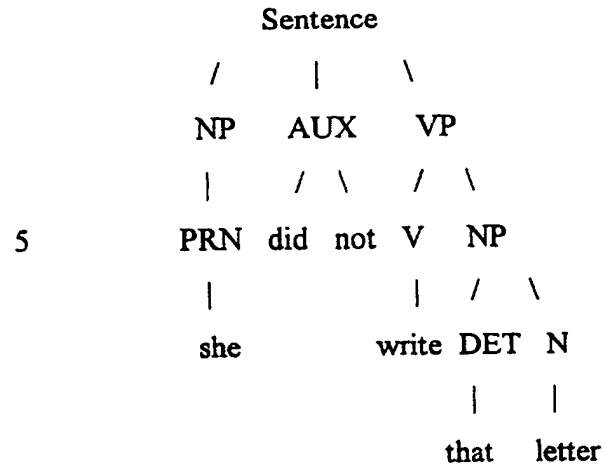 Sentence
/ | \
NP AUX VP
| / \ / \
5 PRN did not V NP
| | / \
she write DET N
| |
that letter